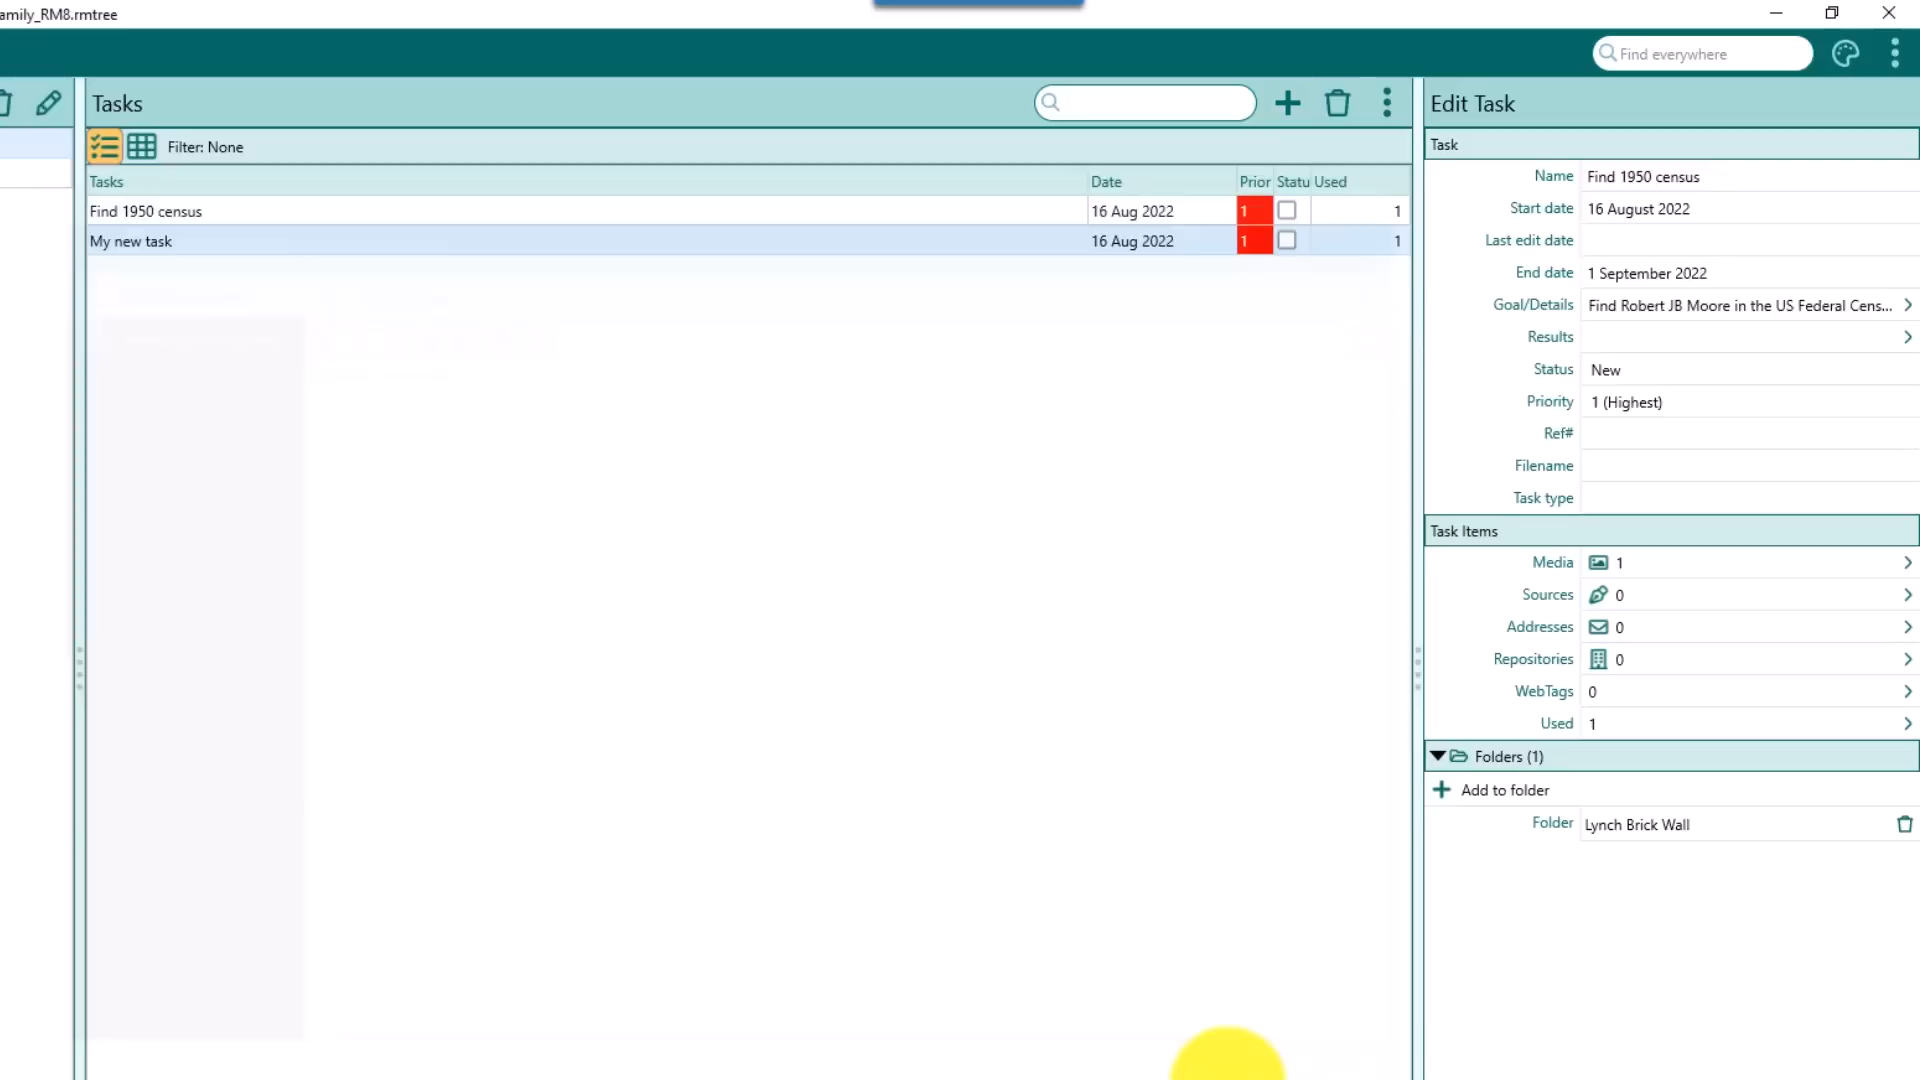 amily_RM8.rmtree
Find everywhere
Tasks
Filter: None
Tasks Date Prior Statu Used
Find 1950 census 16 Aug 2022 1 1
My new task 16 Aug 2022 1 1
Edit Task
Task
Name Find 1950 census
Start date 16 August 2022
Last edit date
End date 1 September 2022
Goal/Details Find Robert JB Moore in the US Federal Cens...
Results
Status New
Priority 1 (Highest)
Ref#
Filename
Task type
Task Items
Media 1
Sources 0
Addresses 0
Repositories 0
WebTags 0
Used 1
Folders (1)
Add to folder
Folder Lynch Brick Wall